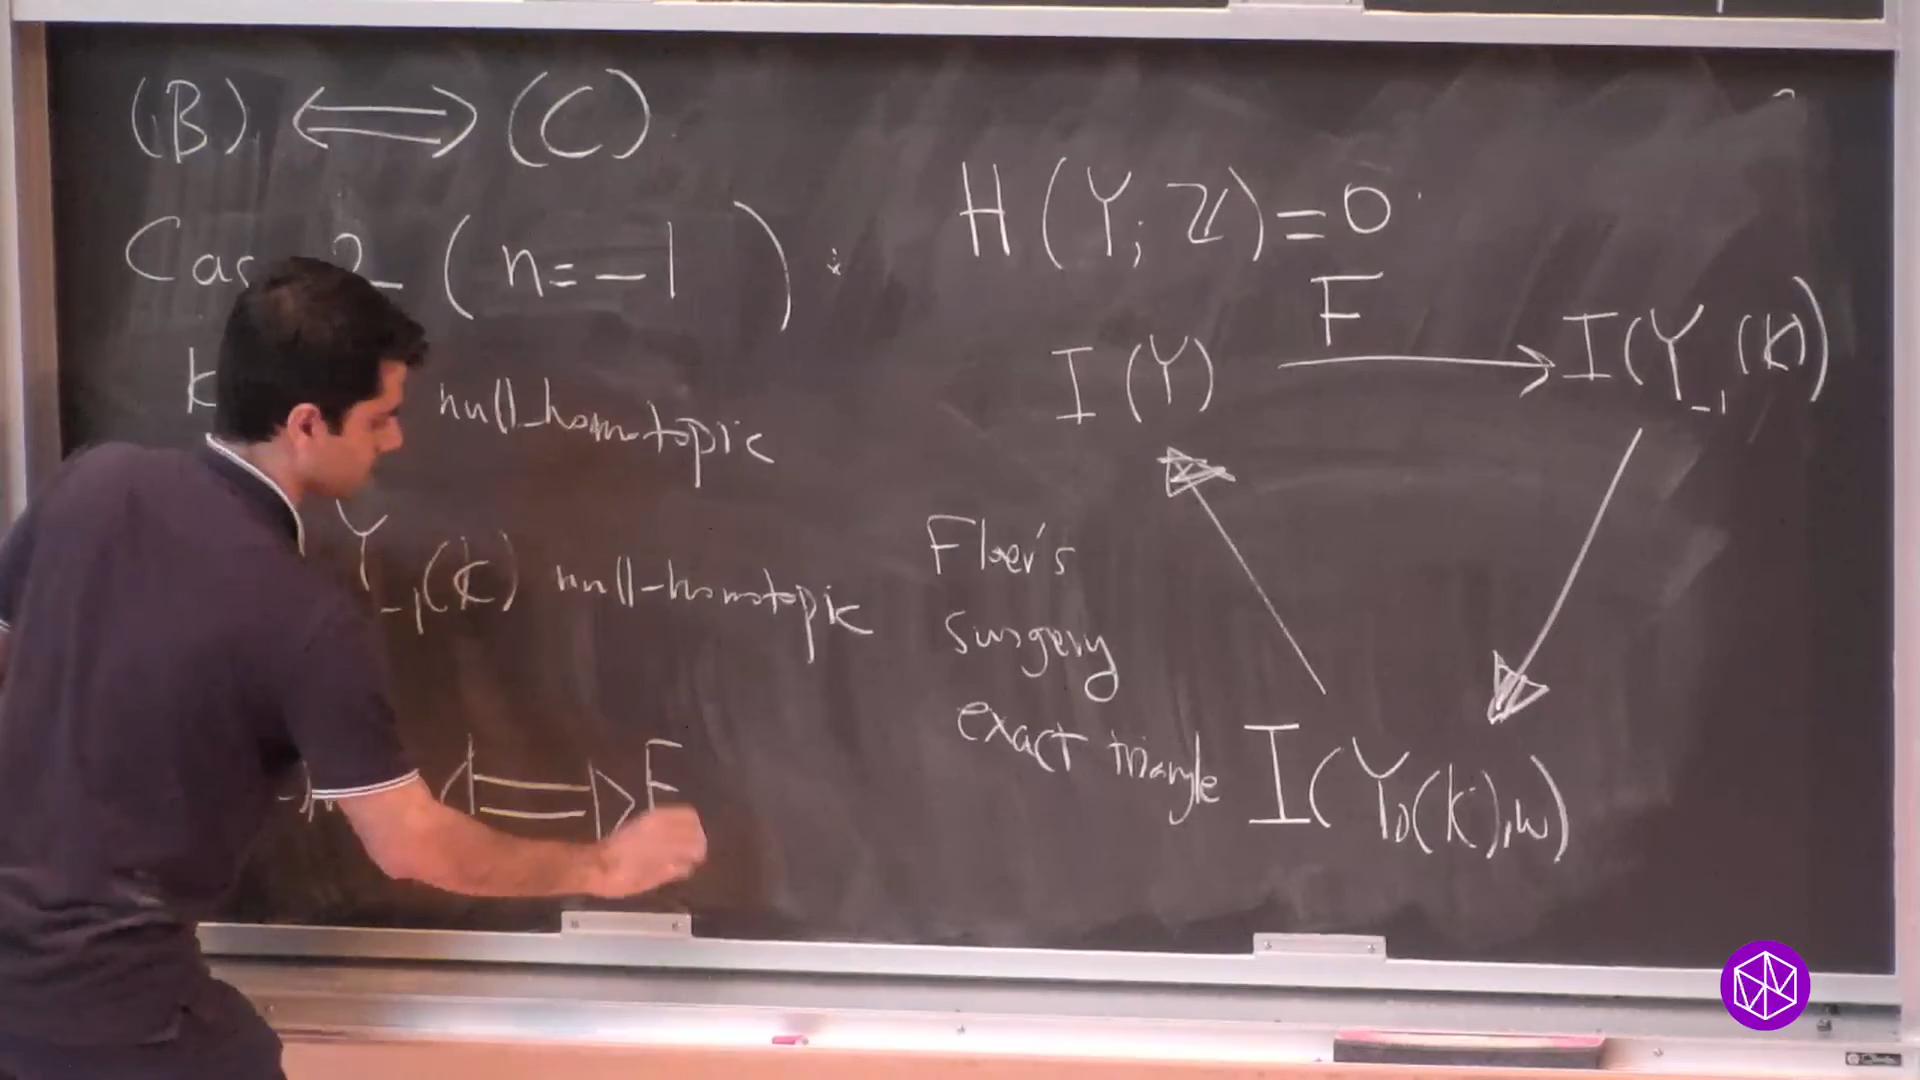 (B) ⟺ (C)
Cas 2 (n=-1) :
K null-homotopic
Y_{-1}(K) null-homotopic
⟺ F
H(Y; ℤ)=0
I(Y) F→ I(Y_{-1}(K))
Floer's
surgery
exact triangle
I(Y_0(K),w)